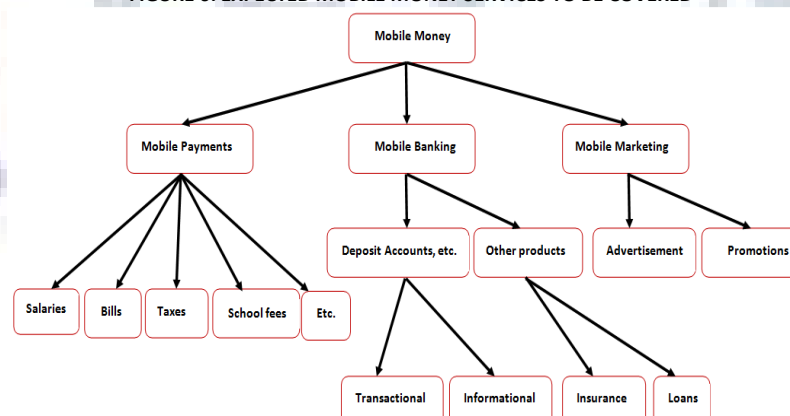 Mobile Money
Mobile Payments
Mobile Banking
Mobile Marketing
Deposit Accounts, etc.
Other products
Advertisement
Promotions
Salaries
Bills
Taxes
School fees
Etc.
Transactional
Informational
Insurance
Loans